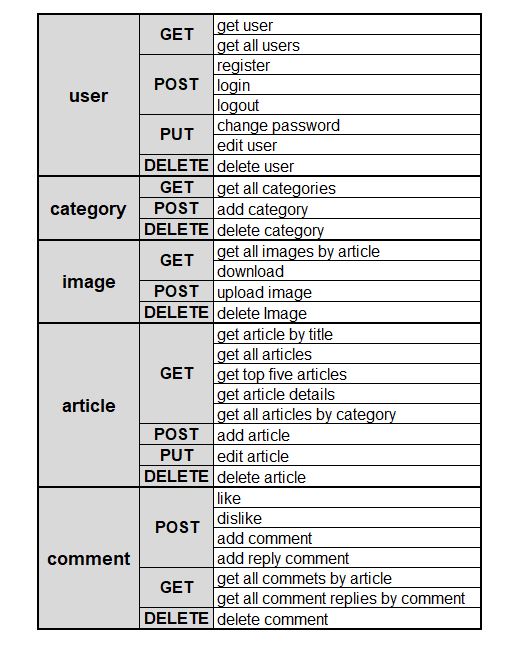 user
GET
get user
get all users
POST
register
login
logout
PUT
change password
edit user
DELETE
delete user
category
GET
get all categories
POST
add category
DELETE
delete category
image
GET
get all images by article
download
POST
upload image
DELETE
delete Image
article
GET
get article by title
get all articles
get top five articles
get article details
get all articles by category
POST
add article
PUT
edit article
DELETE
delete article
comment
POST
like
dislike
add comment
add reply comment
GET
get all commets by article
get all comment replies by comment
DELETE
delete comment